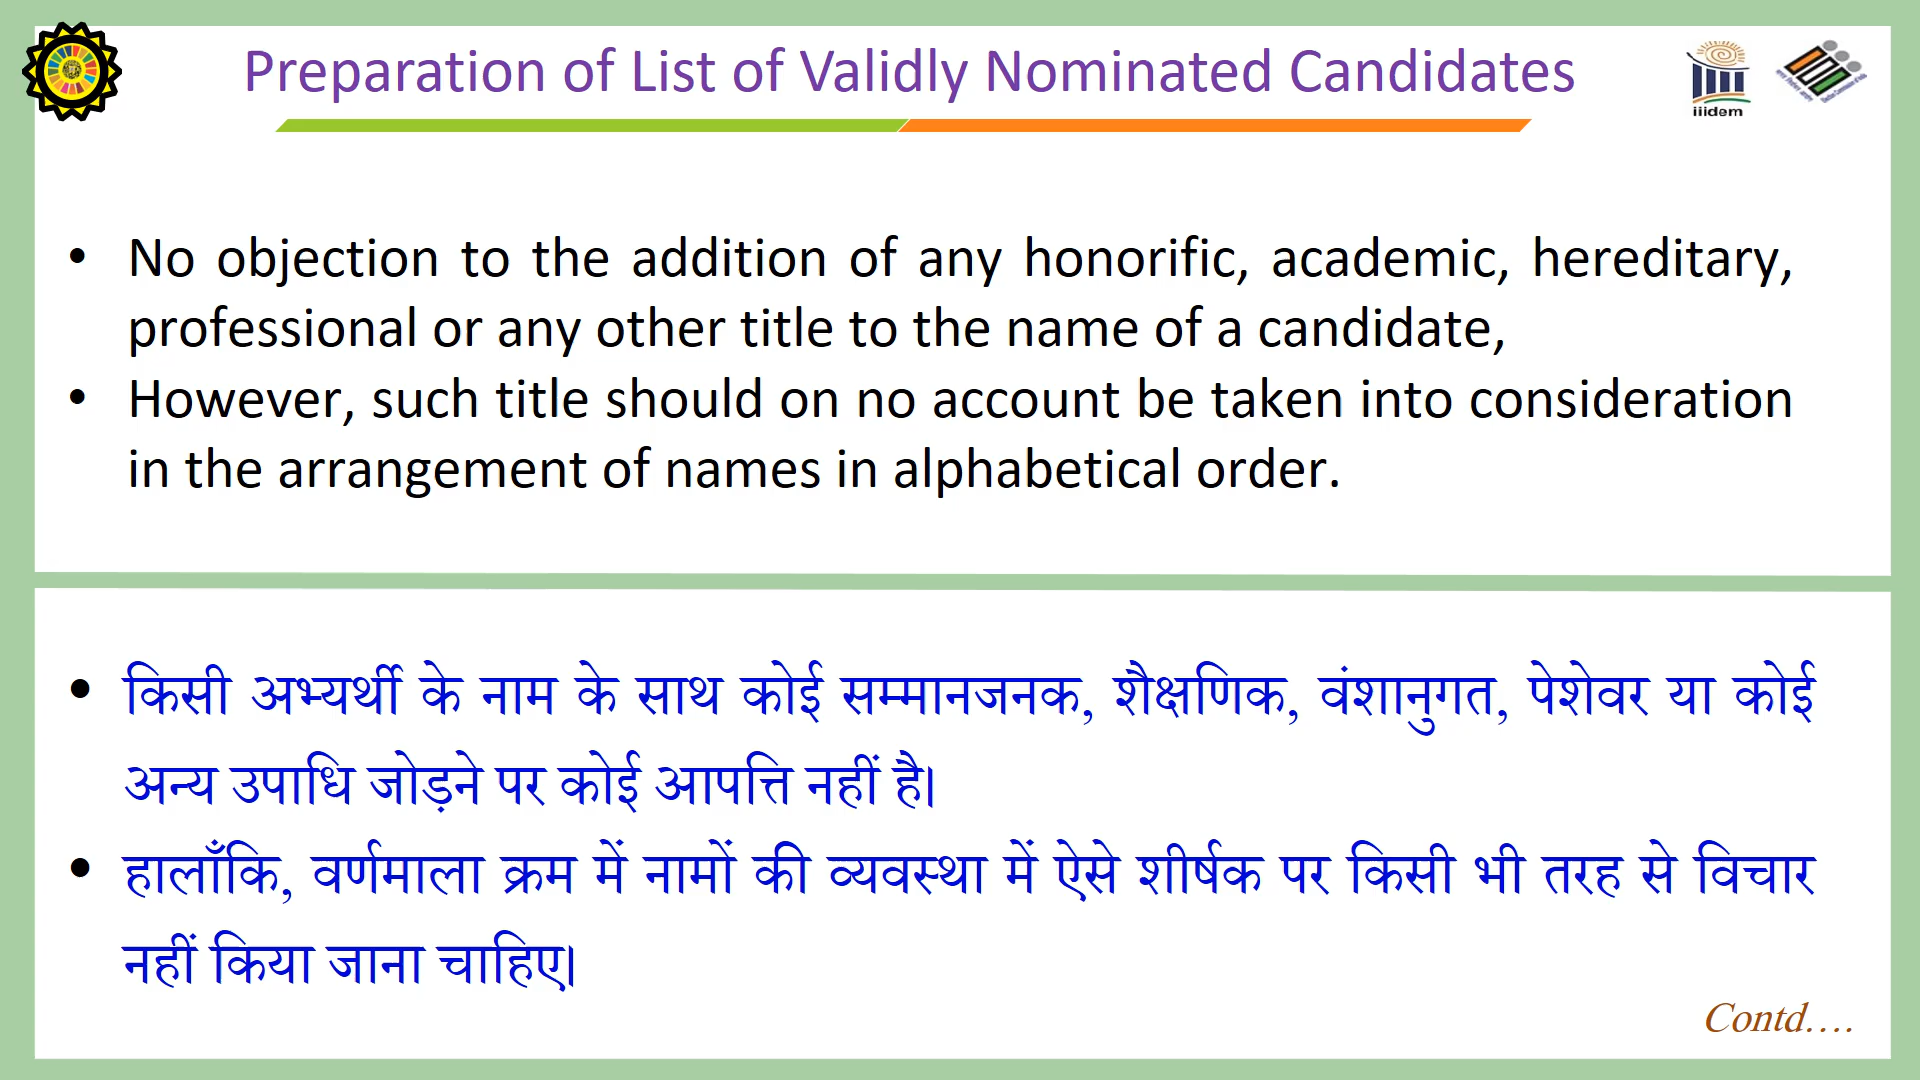 Preparation of List of Validly Nominated Candidates
iiidem
• No objection to the addition of any honorific, academic, hereditary,
professional or any other title to the name of a candidate,
• However, such title should on no account be taken into consideration
in the arrangement of names in alphabetical order.
• किसी अभ्यर्थी के नाम के साथ कोई सम्मानजनक, शैक्षणिक, वंशानुगत, पेशेवर या कोई
अन्य उपाधि जोड़ने पर कोई आपत्ति नहीं है।
• हालाँकि, वर्णमाला क्रम में नामों की व्यवस्था में ऐसे शीर्षक पर किसी भी तरह से विचार
नहीं किया जाना चाहिए।
Contd....